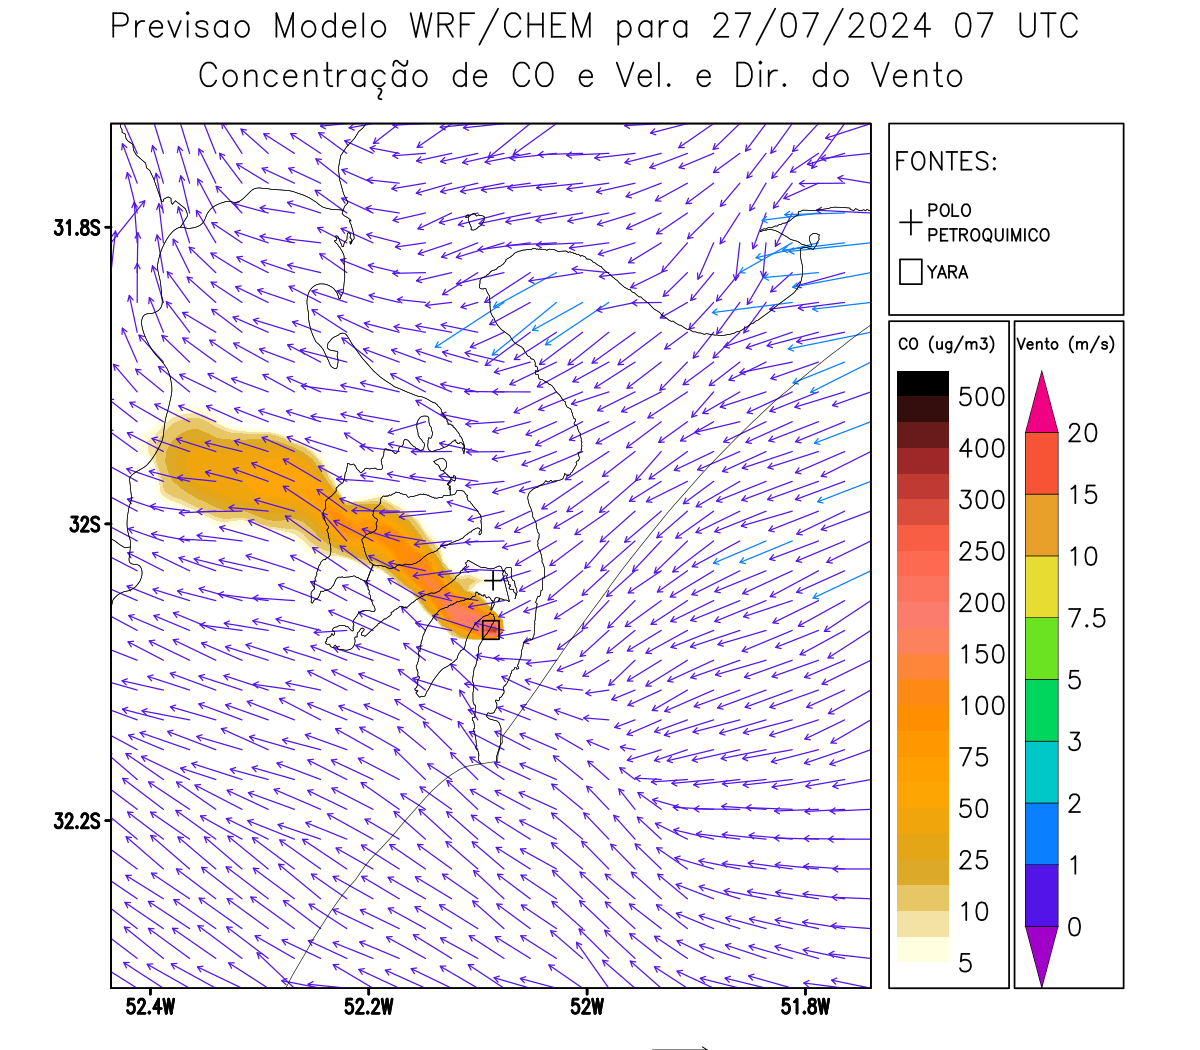 Previsao Modelo WRF/CHEM para 27/07/2024 07 UTC
Concentração de CO e Vel. e Dir. do Vento
FONTES:
POLO
PETROQUIMICO
YARA
CO (ug/m3)
500
400
300
250
200
150
100
75
50
25
10
5
Vento (m/s)
20
15
10
7.5
5
3
2
1
0
31.8S
32S
32.2S
52.4W
52.2W
52W
51.8W